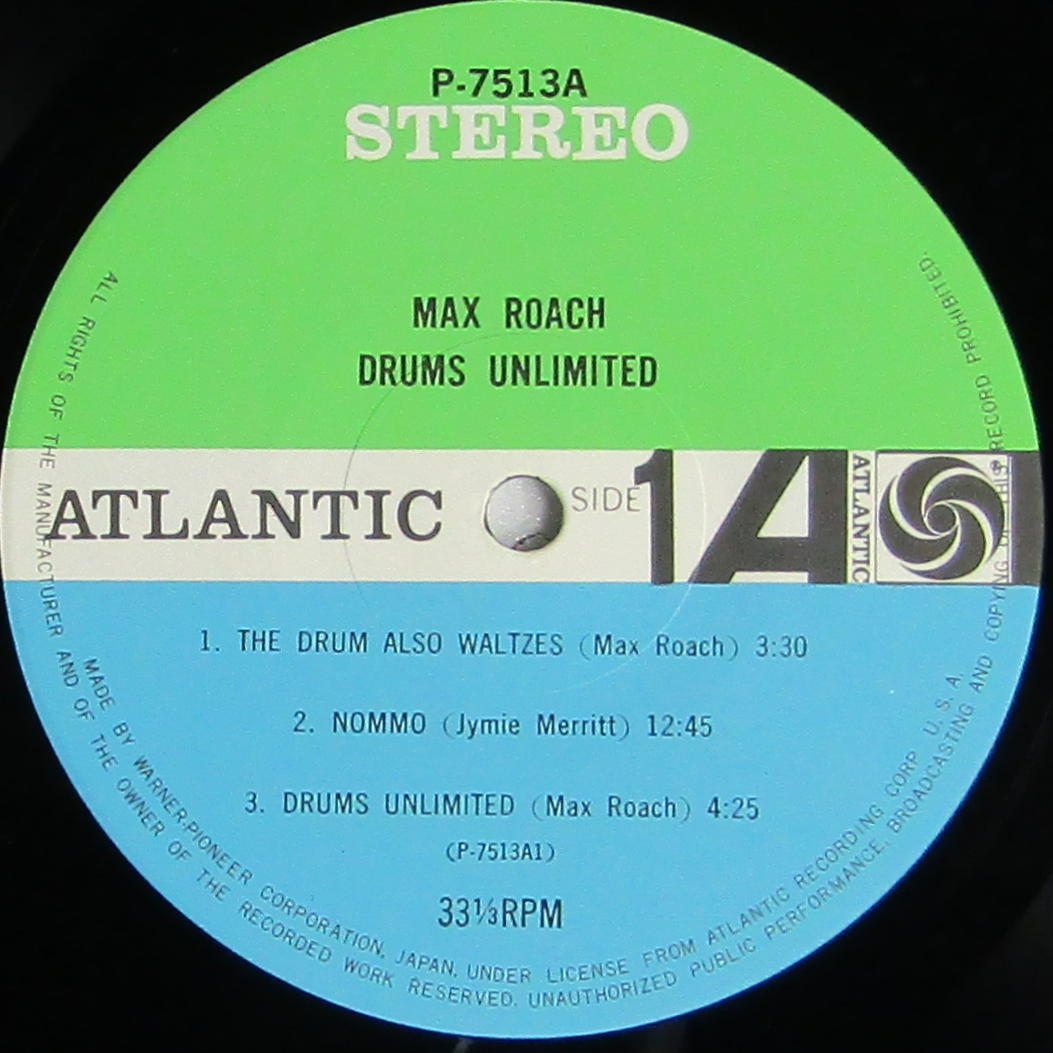 P-7513A
STEREO
MAX ROACH
DRUMS UNLIMITED
ATLANTIC SIDE 1 A ATLANTIC ®
1. THE DRUM ALSO WALTZES (Max Roach) 3:30
2. NOMMO (Jymie Merritt) 12:45
3. DRUMS UNLIMITED (Max Roach) 4:25
(P-7513A1)
33⅓RPM
MADE BY WARNER-PIONEER CORPORATION, JAPAN, UNDER LICENSE FROM ATLANTIC RECORDING CORP U. S. A.
ALL RIGHTS OF THE MANUFACTURER AND OF THE OWNER OF THE RECORDED WORK RESERVED. UNAUTHORIZED PUBLIC PERFORMANCE, BROADCASTING AND COPYING OF THIS RECORD PROHIBITED.